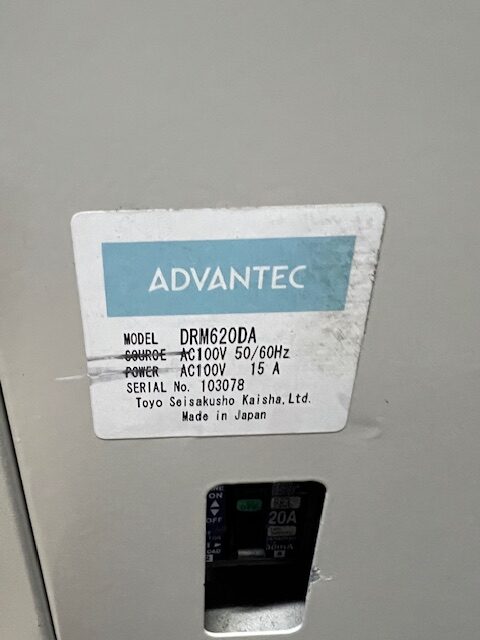 ADVANTEC
MODEL DRM620DA
SOURCE AC100V 50/60Hz
POWER AC100V 15 A
SERIAL No. 103078
Toyo Seisakusho Kaisha, Ltd.
Made in Japan
ON
OFF
20A
30mA